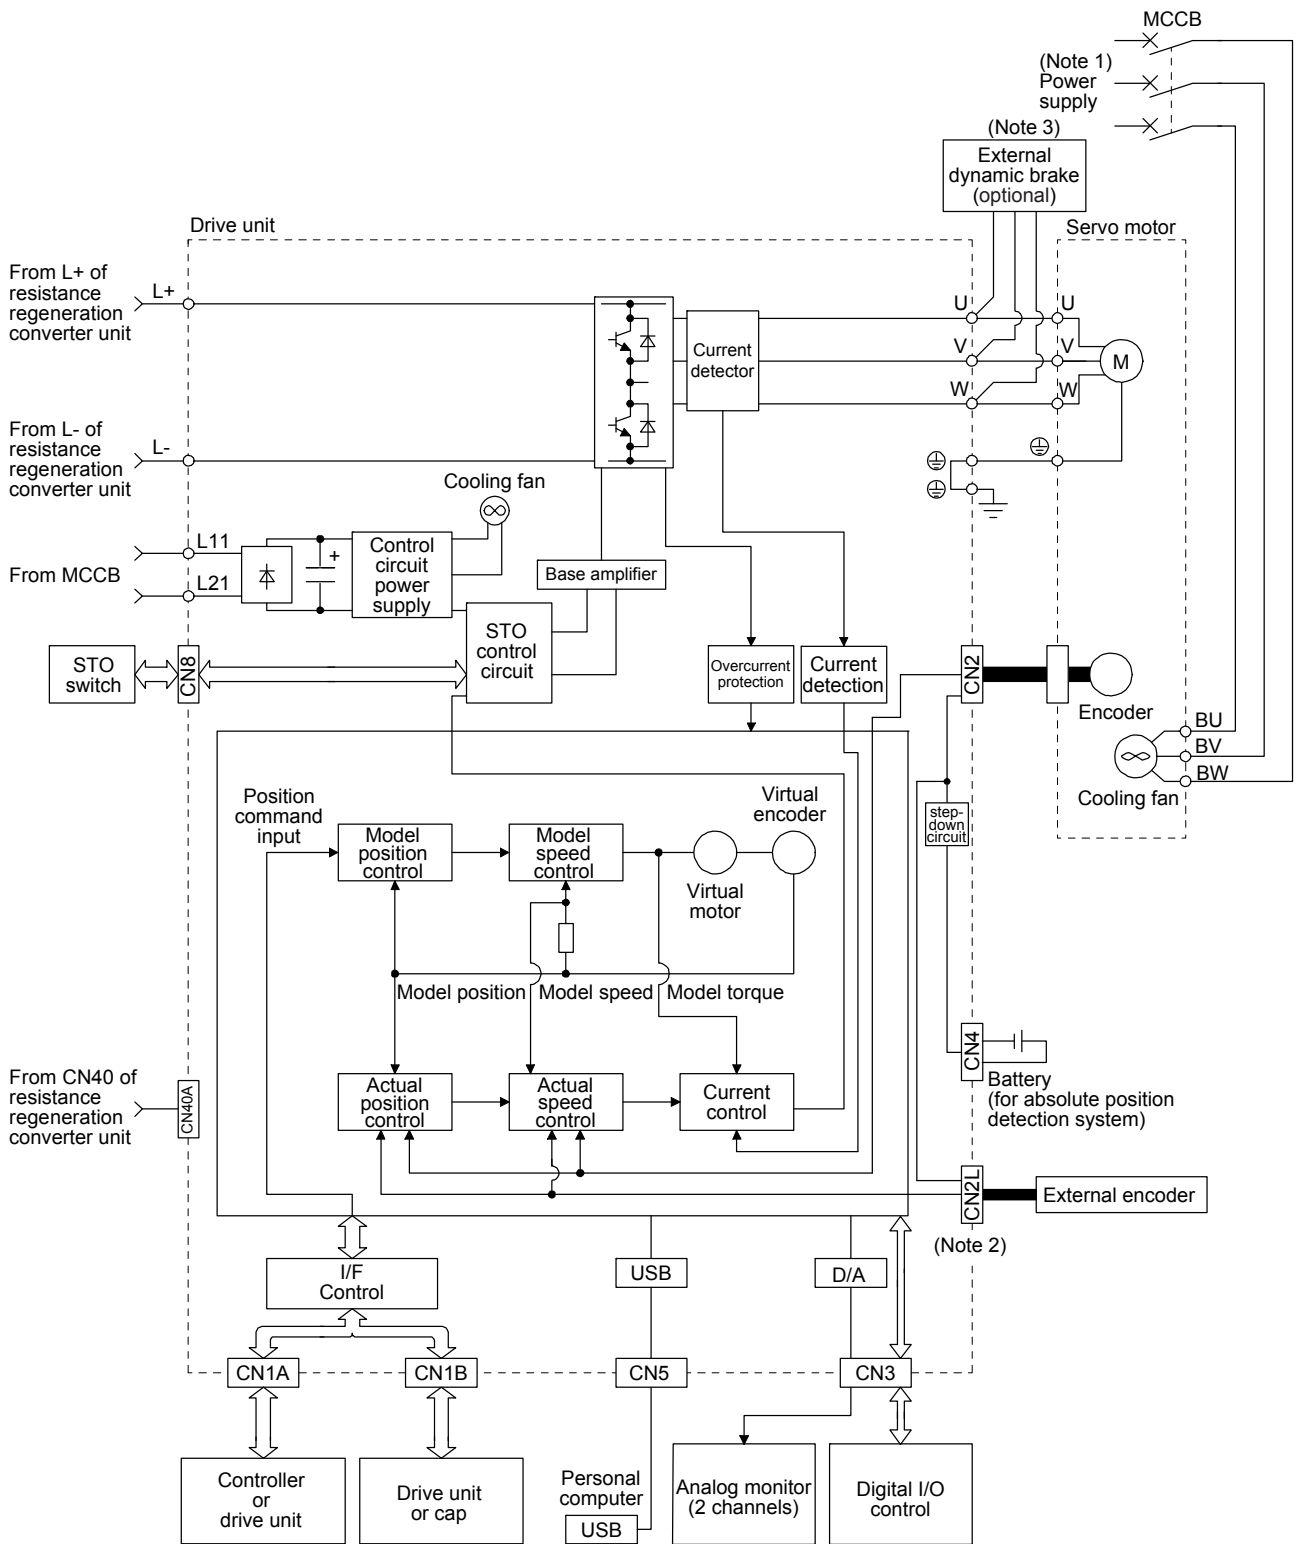 MCCB
(Note 1)
Power
supply
(Note 3)
External
dynamic brake
(optional)
Drive unit
Servo motor
From L+ of
resistance
regeneration
converter unit
L+
U
U
V
V
W
W
M
Current
detector
From L- of
resistance
regeneration
converter unit
L-
Cooling fan
L11
From MCCB
L21
+
Control
circuit
power
supply
Base amplifier
STO
control
circuit
STO
switch
CN8
Overcurrent
protection
Current
detection
CN2
Encoder
BU
BV
BW
Cooling fan
step-
down
circuit
Position
command
input
Model
position
control
Model
speed
control
Virtual
encoder
Virtual
motor
Model position
Model speed
Model torque
CN4
Battery
(for absolute position
detection system)
From CN40 of
resistance
regeneration
converter unit
CN40A
Actual
position
control
Actual
speed
control
Current
control
CN2L
External encoder
(Note 2)
I/F
Control
USB
D/A
CN1A
CN1B
CN5
CN3
Controller
or
drive unit
Drive unit
or cap
Personal
computer
USB
Analog monitor
(2 channels)
Digital I/O
control